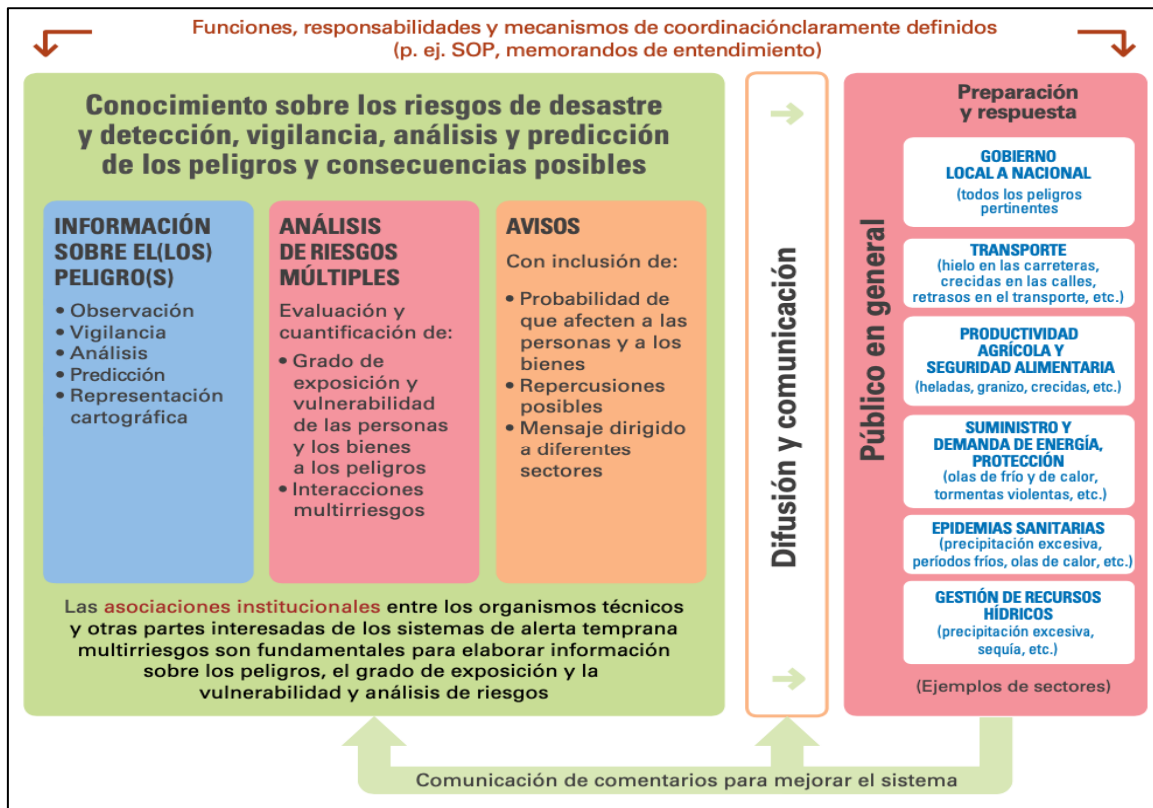 Funciones, responsabilidades y mecanismos de coordinaciónclaramente definidos
(p. ej. SOP, memorandos de entendimiento)
Conocimiento sobre los riesgos de desastre
y detección, vigilancia, análisis y predicción
de los peligros y consecuencias posibles
INFORMACIÓN
SOBRE EL(LOS)
PELIGRO(S)
• Observación
• Vigilancia
• Análisis
• Predicción
• Representación
cartográfica
ANÁLISIS
DE RIESGOS
MÚLTIPLES
Evaluación y
cuantificación de:
• Grado de
exposición y
vulnerabilidad
de las personas
y los bienes
a los peligros
• Interacciones
multirriesgos
AVISOS
Con inclusión de:
• Probabilidad de
que afecten a las
personas y a los
bienes
• Repercusiones
posibles
• Mensaje dirigido
a diferentes
sectores
Las asociaciones institucionales entre los organismos técnicos
y otras partes interesadas de los sistemas de alerta temprana
multirriesgos son fundamentales para elaborar información
sobre los peligros, el grado de exposición y la
vulnerabilidad y análisis de riesgos
Difusión y comunicación
Público en general
Preparación
y respuesta
GOBIERNO
LOCAL A NACIONAL
(todos los peligros
pertinentes
TRANSPORTE
(hielo en las carreteras,
crecidas en las calles,
retrasos en el transporte, etc.)
PRODUCTIVIDAD
AGRÍCOLA Y
SEGURIDAD ALIMENTARIA
(heladas, granizo, crecidas, etc.)
SUMINISTRO Y
DEMANDA DE ENERGÍA,
PROTECCIÓN
(olas de frío y de calor,
tormentas violentas, etc.)
EPIDEMIAS SANITARIAS
(precipitación excesiva,
períodos fríos, olas de calor, etc.)
GESTIÓN DE RECURSOS
HÍDRICOS
(precipitación excesiva,
sequía, etc.)
(Ejemplos de sectores)
Comunicación de comentarios para mejorar el sistema